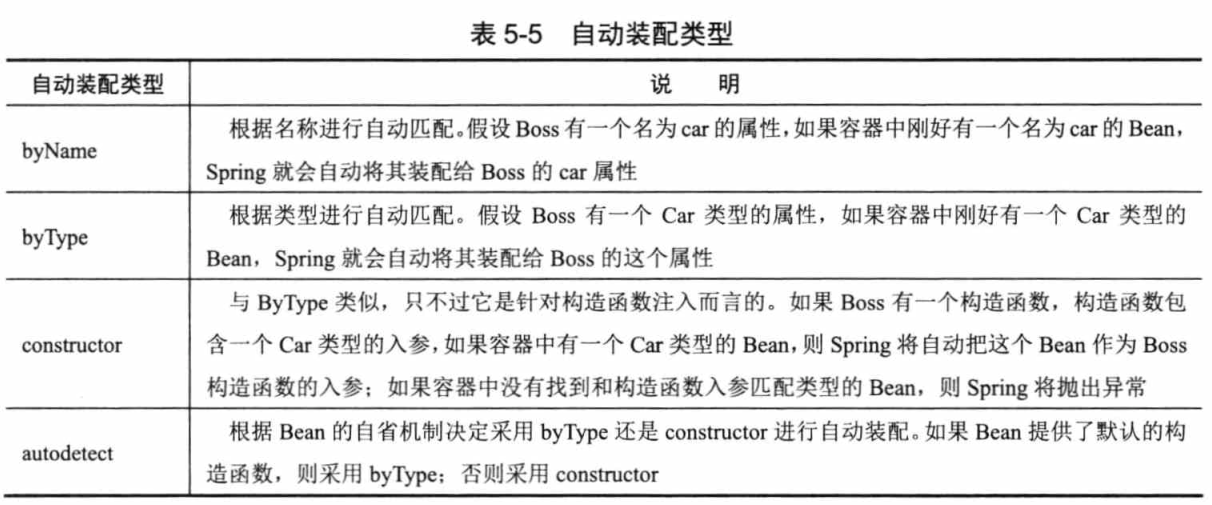 表 5-5 自动装配类型
自动装配类型 说 明
byName
根据名称进行自动匹配。假设 Boss 有一个名为 car 的属性，如果容器中刚好有一个名为 car 的 Bean，
Spring 就会自动将其装配给 Boss 的 car 属性
byType
根据类型进行自动匹配。假设 Boss 有一个 Car 类型的属性，如果容器中刚好有一个 Car 类型的
Bean，Spring 就会自动将其装配给 Boss 的这个属性
constructor
与 ByType 类似，只不过它是针对构造函数注入而言的。如果 Boss 有一个构造函数，构造函数包
含一个 Car 类型的入参，如果容器中有一个 Car 类型的 Bean，则 Spring 将自动把这个 Bean 作为 Boss
构造函数的入参；如果容器中没有找到和构造函数入参匹配类型的 Bean，则 Spring 将抛出异常
autodetect
根据 Bean 的自省机制决定采用 byType 还是 constructor 进行自动装配。如果 Bean 提供了默认的构
造函数，则采用 byType；否则采用 constructor